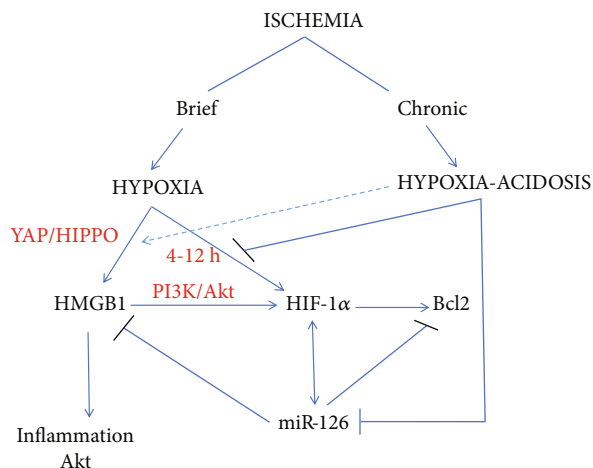 ISCHEMIA
Brief
Chronic
HYPOXIA
HYPOXIA-ACIDOSIS
YAP/HIPPO
4-12 h
PI3K/Akt
HMGB1
HIF-1α
Bcl2
miR-126
Inflammation
Akt